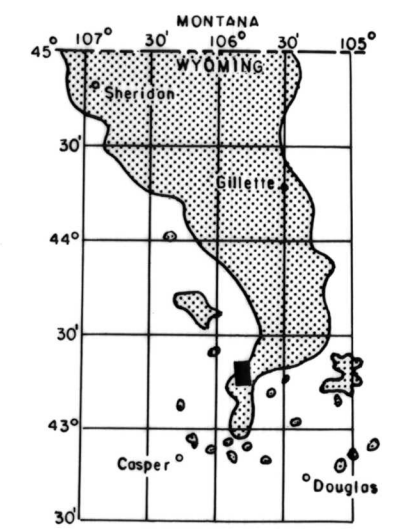 MONTANA
107° 30' 106° 30' 105°
45°
WYOMING
Sheridan
30'
Gillette
44°
30'
43°
Casper
Douglas
30'